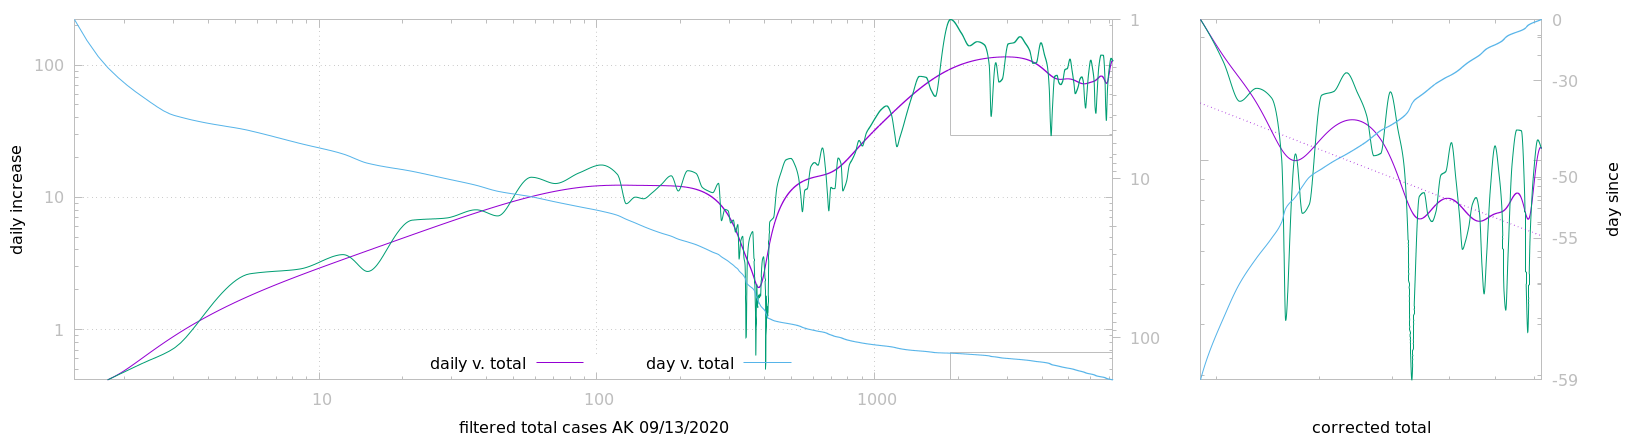 daily increase
100
10
1
daily v. total
day v. total
10
100
1000
filtered total cases AK 09/13/2020
1
10
100
0
-30
-50
-55
-59
day since
corrected total